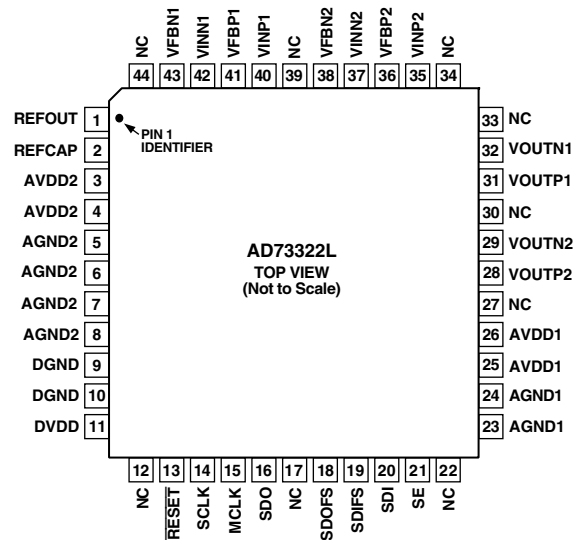 NC
VFBN1
VINN1
VFBP1
VINP1
NC
VFBN2
VINN2
VFBP2
VINP2
NC
44 43 42 41 40 39 38 37 36 35 34
REFOUT 1
REFCAP 2
AVDD2 3
AVDD2 4
AGND2 5
AGND2 6
AGND2 7
AGND2 8
DGND 9
DGND 10
DVDD 11
PIN 1
IDENTIFIER
AD73322L
TOP VIEW
(Not to Scale)
33 NC
32 VOUTN1
31 VOUTP1
30 NC
29 VOUTN2
28 VOUTP2
27 NC
26 AVDD1
25 AVDD1
24 AGND1
23 AGND1
12 13 14 15 16 17 18 19 20 21 22
NC
RESET
SCLK
MCLK
SDO
NC
SDOFS
SDIFS
SDI
SE
NC